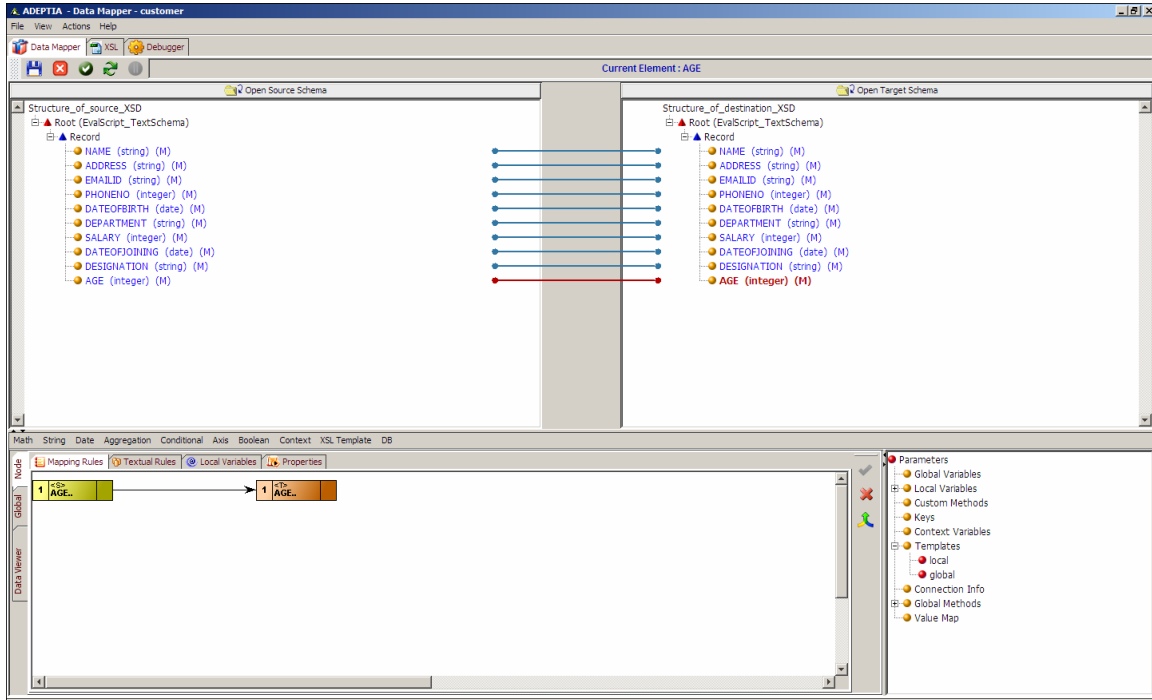 ADEPTIA - Data Mapper - customer
File View Actions Help
Data Mapper XSL Debugger
Current Element : AGE
Open Source Schema
Open Target Schema
Structure_of_source_XSD
Root (EvalScript_TextSchema)
Record
NAME (string) (M)
ADDRESS (string) (M)
EMAILID (string) (M)
PHONENO (integer) (M)
DATEOFBIRTH (date) (M)
DEPARTMENT (string) (M)
SALARY (integer) (M)
DATEOFJOINING (date) (M)
DESIGNATION (string) (M)
AGE (integer) (M)
Structure_of_destination_XSD
Root (EvalScript_TextSchema)
Record
NAME (string) (M)
ADDRESS (string) (M)
EMAILID (string) (M)
PHONENO (integer) (M)
DATEOFBIRTH (date) (M)
DEPARTMENT (string) (M)
SALARY (integer) (M)
DATEOFJOINING (date) (M)
DESIGNATION (string) (M)
AGE (integer) (M)
Math String Date Aggregation Conditional Axis Boolean Context XSL Template DB
Node
Global
Data Viewer
Mapping Rules Textual Rules Local Variables Properties
1 <S> AGE..
1 <T> AGE..
Parameters
Global Variables
Local Variables
Custom Methods
Keys
Context Variables
Templates
local
global
Connection Info
Global Methods
Value Map